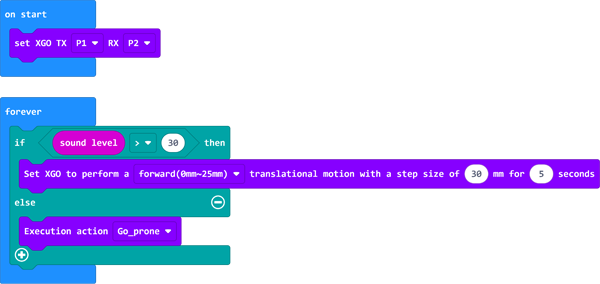 on start
set XGO TX P1 RX P2
forever
if sound level > 30 then
Set XGO to perform a forward(0mm~25mm) translational motion with a step size of 30 mm for 5 seconds
else
Execution action Go_prone